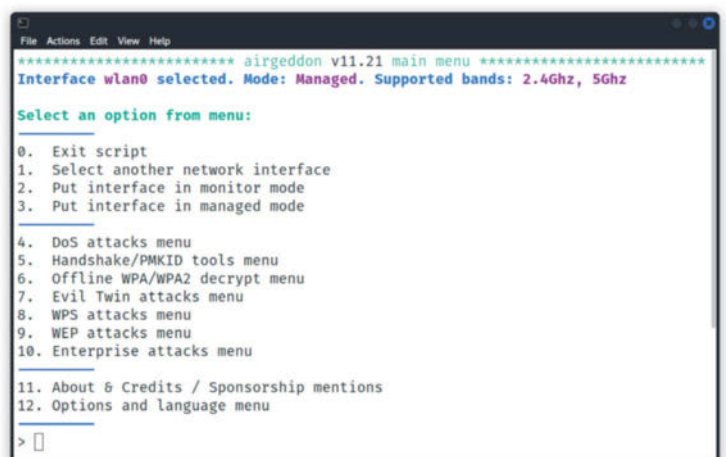 File Actions Edit View Help
************************* airgeddon v11.21 main menu **************************
Interface wlan0 selected. Mode: Managed. Supported bands: 2.4Ghz, 5Ghz
Select an option from menu:
0. Exit script
1. Select another network interface
2. Put interface in monitor mode
3. Put interface in managed mode
4. DoS attacks menu
5. Handshake/PMKID tools menu
6. Offline WPA/WPA2 decrypt menu
7. Evil Twin attacks menu
8. WPS attacks menu
9. WEP attacks menu
10. Enterprise attacks menu
11. About & Credits / Sponsorship mentions
12. Options and language menu
>